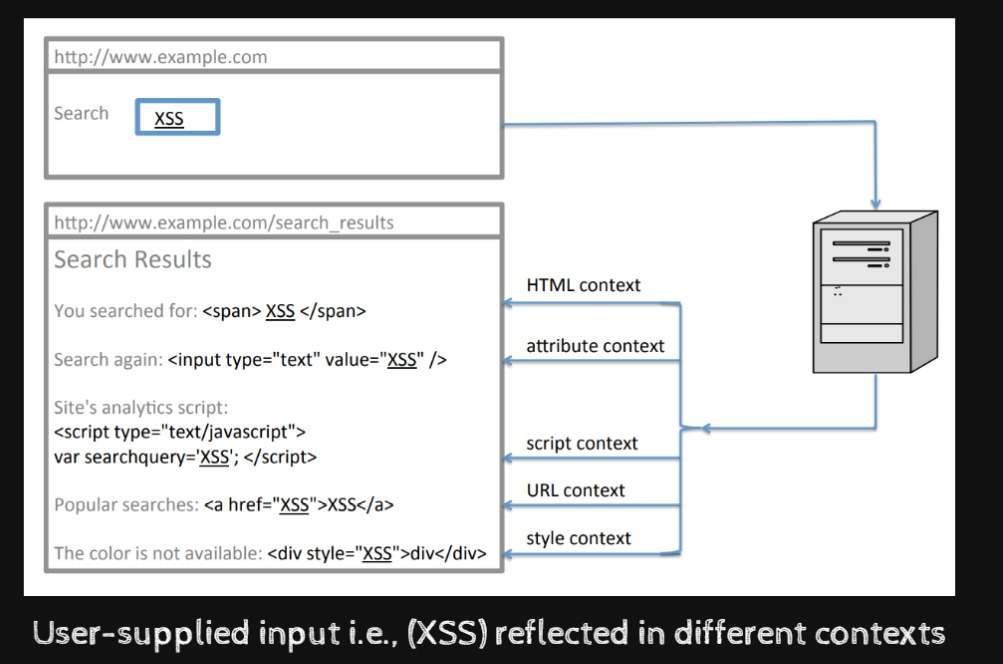 http://www.example.com
Search XSS
http://www.example.com/search_results
Search Results
HTML context
You searched for: <span> XSS </span>
attribute context
Search again: <input type="text" value="XSS" />
Site's analytics script:
<script type="text/javascript">
script context
var searchquery='XSS'; </script>
URL context
Popular searches: <a href="XSS">XSS</a>
style context
The color is not available: <div style="XSS">div</div>
User-supplied input i.e., (XSS) reflected in different contexts